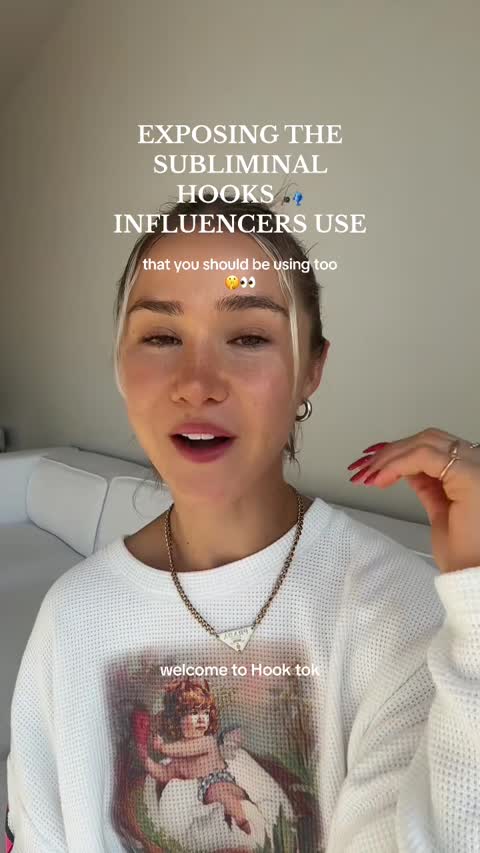 EXPOSING THE
SUBLIMINAL
HOOKS 🎣
INFLUENCERS USE
that you should be using too
🤫👀
welcome to Hook tok